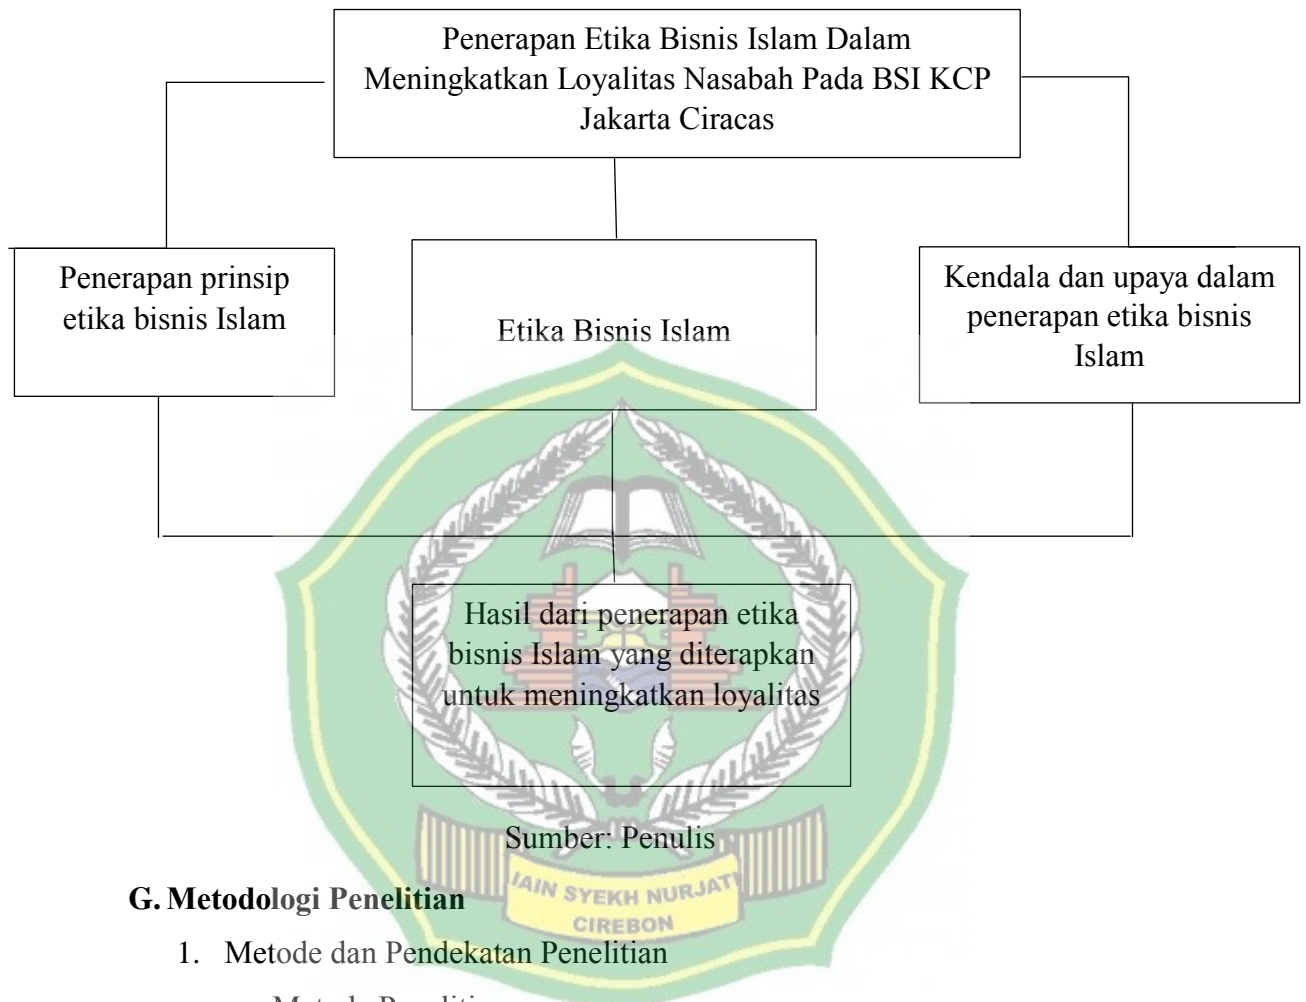 Penerapan Etika Bisnis Islam Dalam
Meningkatkan Loyalitas Nasabah Pada BSI KCP
Jakarta Ciracas
Penerapan prinsip
etika bisnis Islam
Etika Bisnis Islam
Kendala dan upaya dalam
penerapan etika bisnis
Islam
Hasil dari penerapan etika
bisnis Islam yang diterapkan
untuk meningkatkan loyalitas
Sumber: Penulis
IAIN SYEKH NURJATI
CIREBON
G. Metodologi Penelitian
1. Metode dan Pendekatan Penelitian